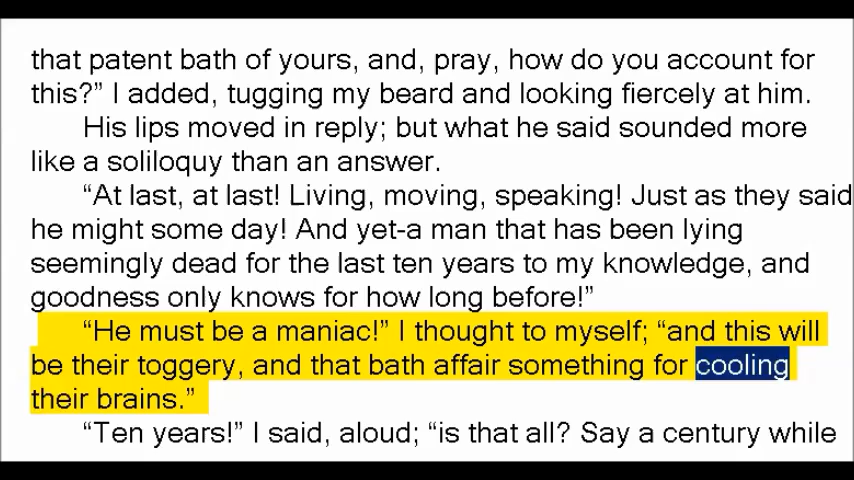 that patent bath of yours, and, pray, how do you account for
this?” I added, tugging my beard and looking fiercely at him.
His lips moved in reply; but what he said sounded more
like a soliloquy than an answer.
“At last, at last! Living, moving, speaking! Just as they said
he might some day! And yet-a man that has been lying
seemingly dead for the last ten years to my knowledge, and
goodness only knows for how long before!”
“He must be a maniac!” I thought to myself; “and this will
be their toggery, and that bath affair something for cooling
their brains.”
“Ten years!” I said, aloud; “is that all? Say a century while